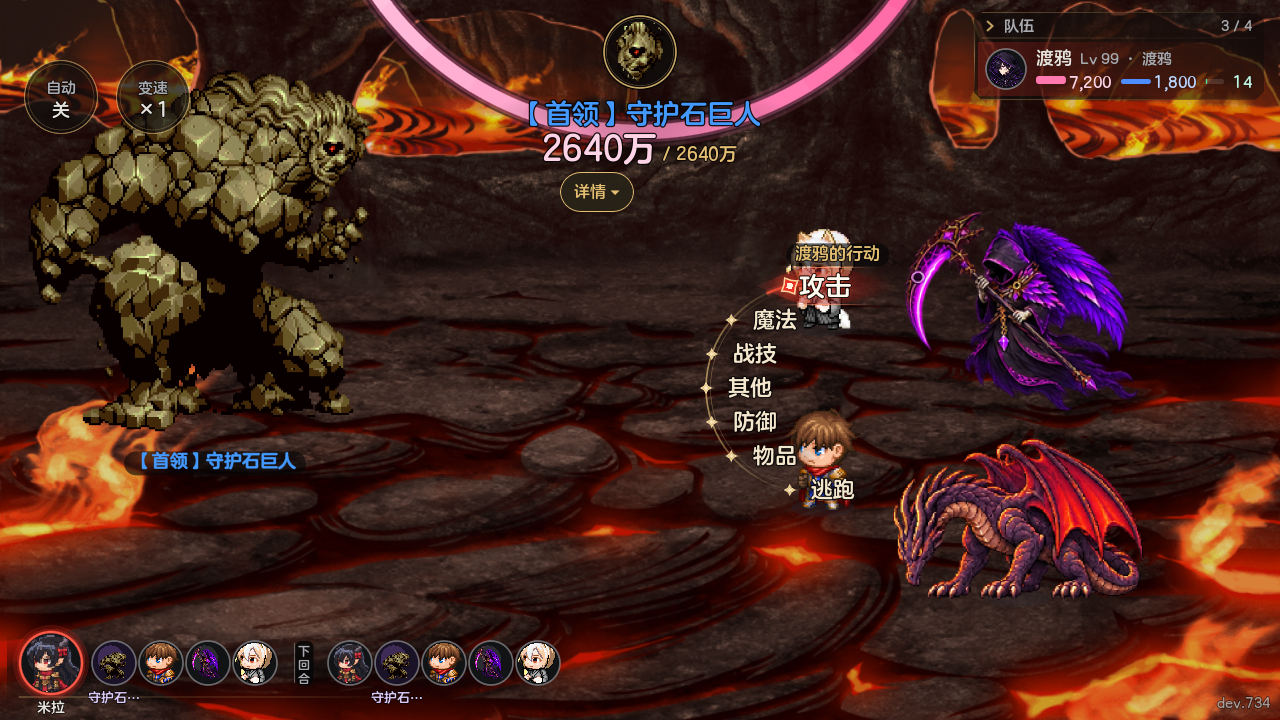 自动
关
变速
×1
【首领】守护石巨人
2640万 / 2640万
详情
队伍
3 / 4
渡鸦 Lv 99 · 渡鸦
7,200 1,800 14
渡鸦的行动
攻击
魔法
战技
其他
防御
物品
逃跑
【首领】守护石巨人
米拉
守护石…
下回合
守护石…
dev.734